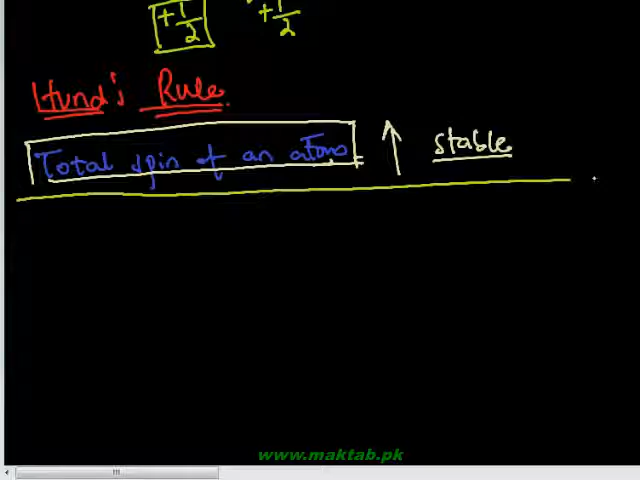 +1/2 +1/2
Hund's Rule
Total spin of an atom ↑ stable
www.maktab.pk